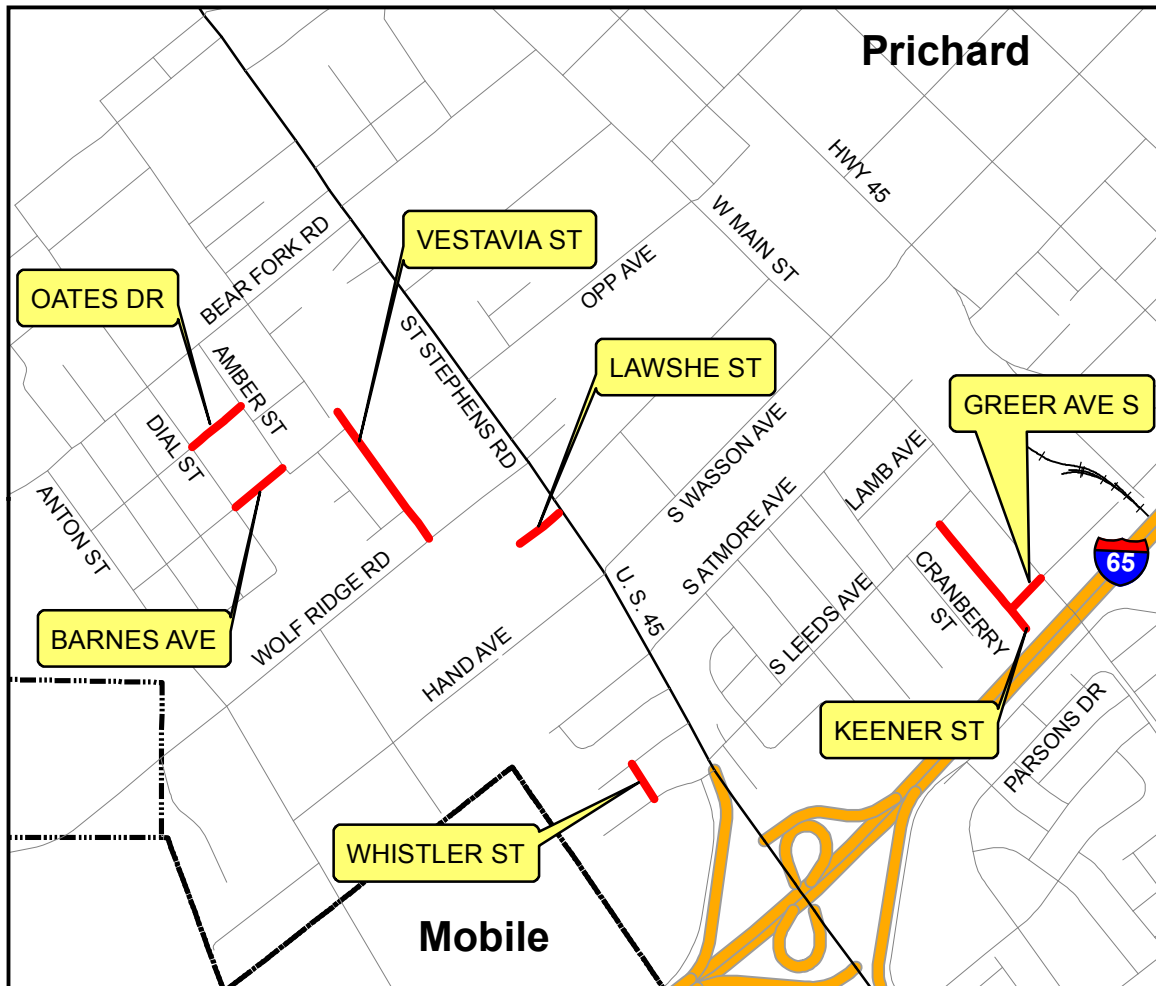 Prichard
HWY 45
W MAIN ST
VESTAVIA ST
BEAR FORK RD
OPP AVE
OATES DR
ST STEPHENS RD
LAWSHE ST
AMBER ST
GREER AVE S
DIAL ST
S WASSON AVE
LAMB AVE
ANTON ST
S ATMORE AVE
65
CRANBERRY
ST
U. S. 45
WOLF RIDGE RD
BARNES AVE
S LEEDS AVE
HAND AVE
KEENER ST
PARSONS DR
WHISTLER ST
Mobile